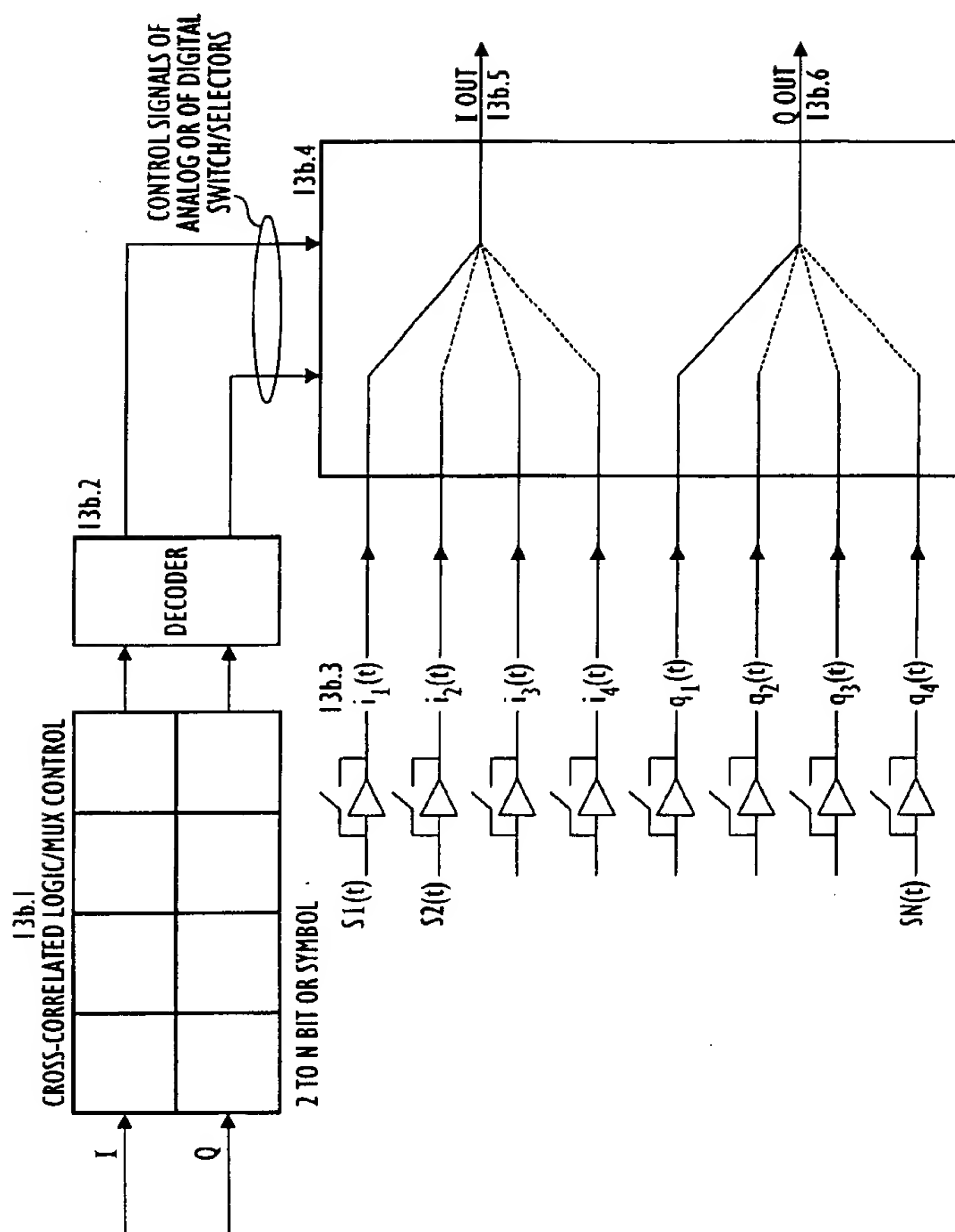 13b.1
CROSS-CORRELATED LOGIC/MUX CONTROL
I
Q
2 TO N BIT OR SYMBOL
13b.2
DECODER
CONTROL SIGNALS OF
ANALOG OR OF DIGITAL
SWITCH/SELECTORS
13b.4
13b.3
S1(t)
i1(t)
S2(t)
i2(t)
i3(t)
i4(t)
q1(t)
q2(t)
q3(t)
SN(t)
q4(t)
I OUT
13b.5
Q OUT
13b.6